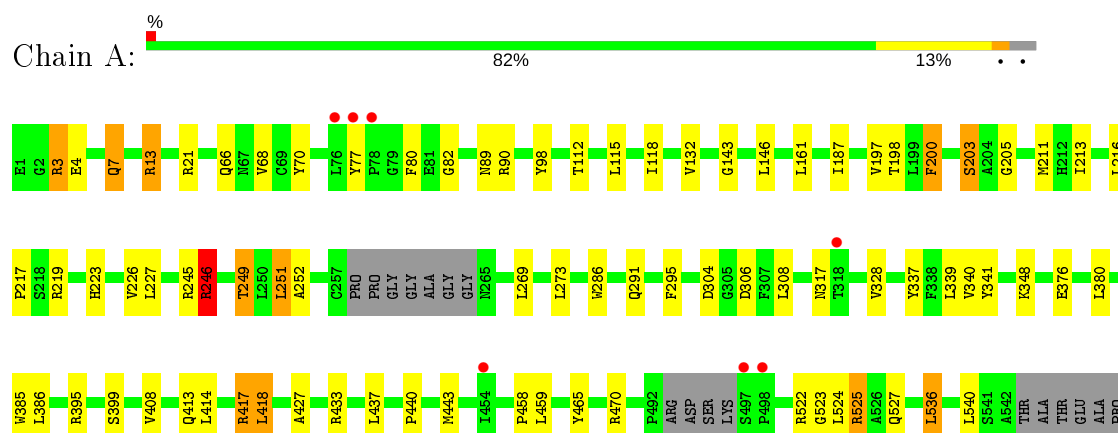 %
Chain A:
82% 13% • •
E1 G2 R3 E4 Q7 R13 R21 Q66 N67 V68 C69 Y70 L76 Y77 P78 G79 F80 E81 G82 N89 R90 Y98 T112 L115 I118 V132 G143 L146 L161 I187 V197 T198 L199 F200 S203 A204 G205 M211 H212 I213 L216
P217 S218 R219 H223 V226 L227 R245 R246 T249 L250 L251 A252 C257 PRO PRO GLY GLY ALA GLY GLY N265 L269 L273 W286 Q291 F295 D304 G305 D306 F307 L308 N317 T318 V328 Y337 F338 L339 V340 Y341 K348 E376 L380
W385 L386 R395 S399 V408 Q413 L414 R417 L418 A427 R433 L437 P440 M443 I454 P458 L459 Y465 R470 P492 ARG ASP SER LYS S497 P498 R522 G523 L524 R525 A526 Q527 L536 L540 S541 A542 THR ALA THR GLU ALA